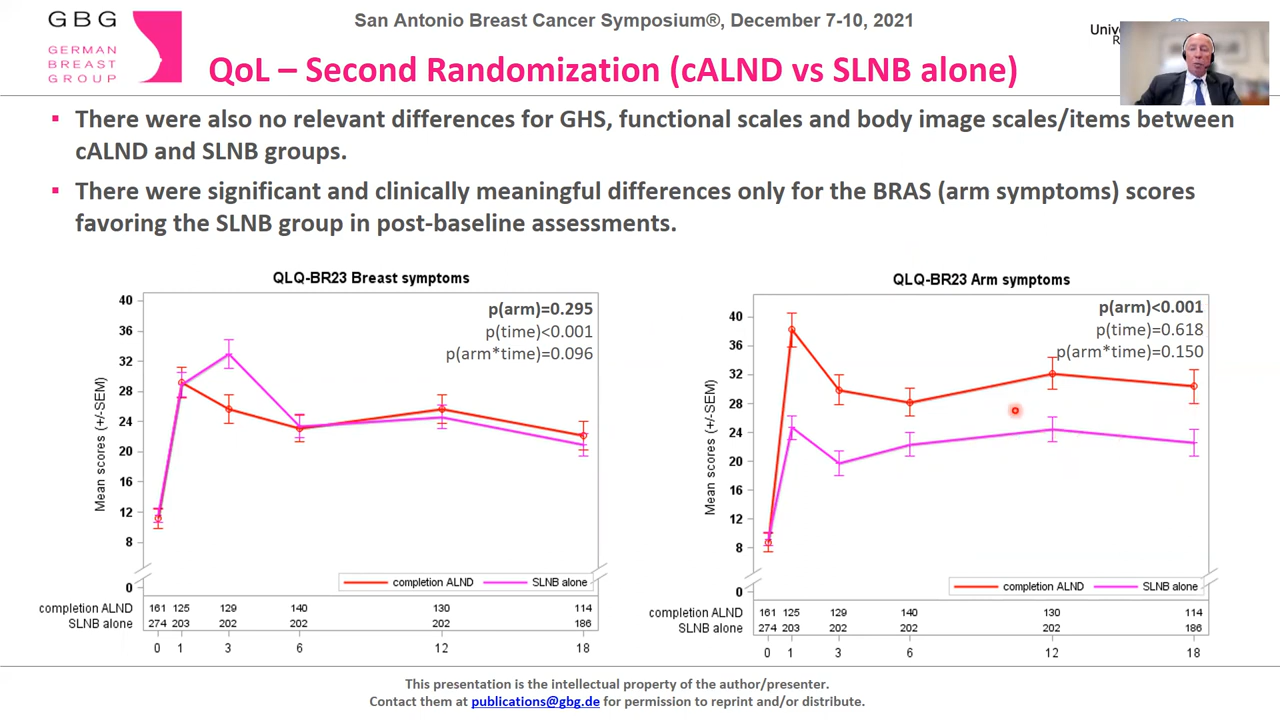 GBG
GERMAN
BREAST
GROUP
San Antonio Breast Cancer Symposium®, December 7-10, 2021
QoL – Second Randomization (cALND vs SLNB alone)
▪ There were also no relevant differences for GHS, functional scales and body image scales/items between
cALND and SLNB groups.
▪ There were significant and clinically meaningful differences only for the BRAS (arm symptoms) scores
favoring the SLNB group in post-baseline assessments.
QLQ-BR23 Breast symptoms
p(arm)=0.295
p(time)<0.001
p(arm*time)=0.096
Mean scores (+/-SEM)
40
36
32
28
24
20
16
12
8
0
completion ALND SLNB alone
completion ALND 161 125 129 140 130 114
SLNB alone 274 203 202 202 202 186
0 1 3 6 12 18
QLQ-BR23 Arm symptoms
p(arm)<0.001
p(time)=0.618
p(arm*time)=0.150
Mean scores (+/-SEM)
40
36
32
28
24
20
16
12
8
0
completion ALND SLNB alone
completion ALND 161 125 129 140 130 114
SLNB alone 274 203 202 202 202 186
0 1 3 6 12 18
This presentation is the intellectual property of the author/presenter.
Contact them at publications@gbg.de for permission to reprint and/or distribute.